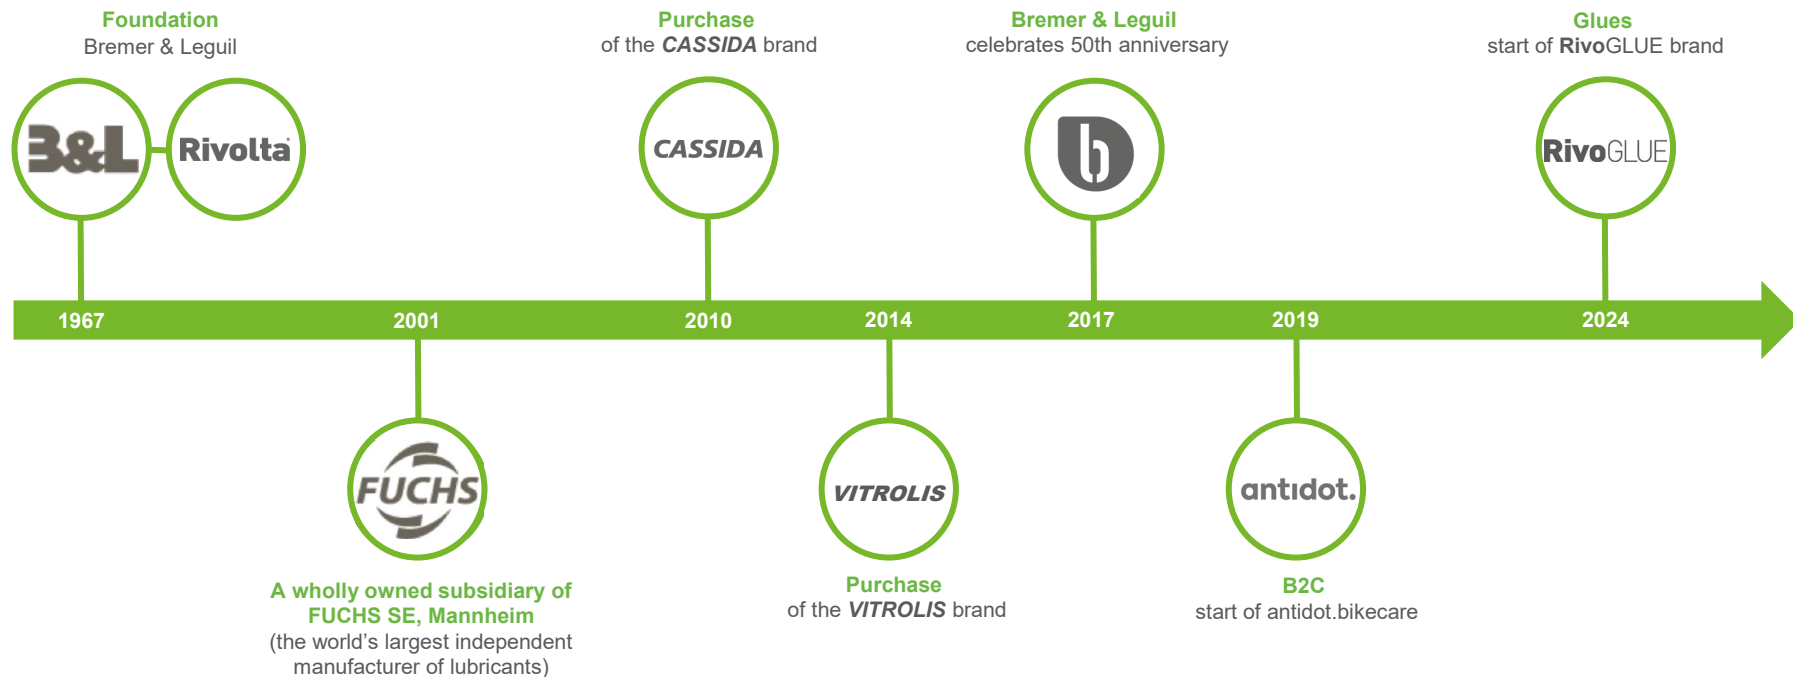 Foundation
Bremer & Leguil
B&L
Rivolta
Purchase
of the CASSIDA brand
CASSIDA
Bremer & Leguil
celebrates 50th anniversary
b
Glues
start of RivoGLUE brand
RivoGLUE
1967
2001
2010
2014
2017
2019
2024
FUCHS
A wholly owned subsidiary of
FUCHS SE, Mannheim
(the world’s largest independent
manufacturer of lubricants)
VITROLIS
Purchase
of the VITROLIS brand
antidot.
B2C
start of antidot.bikecare